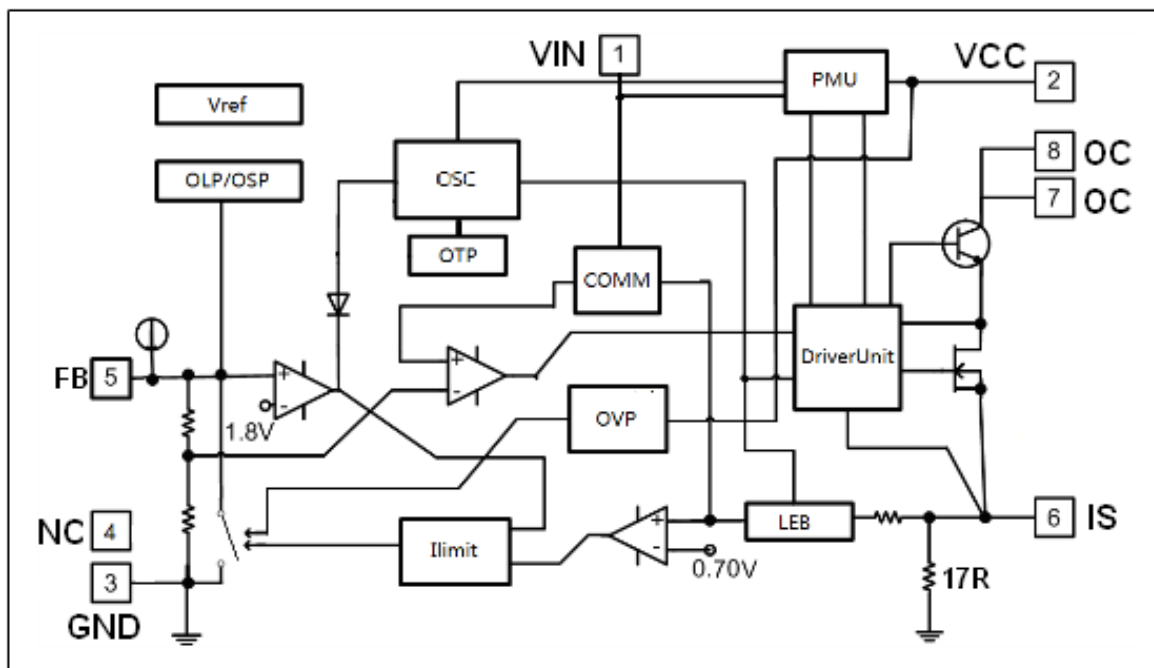 VIN
1
PMU
VCC
2
Vref
8
OC
OLP/OSP
OSC
7
OC
OTP
COMM
+
-
DriverUnit
FB
5
+
-
1.8V
OVP
NC
4
Ilimit
+
-
0.70V
LEB
6
IS
3
GND
17R